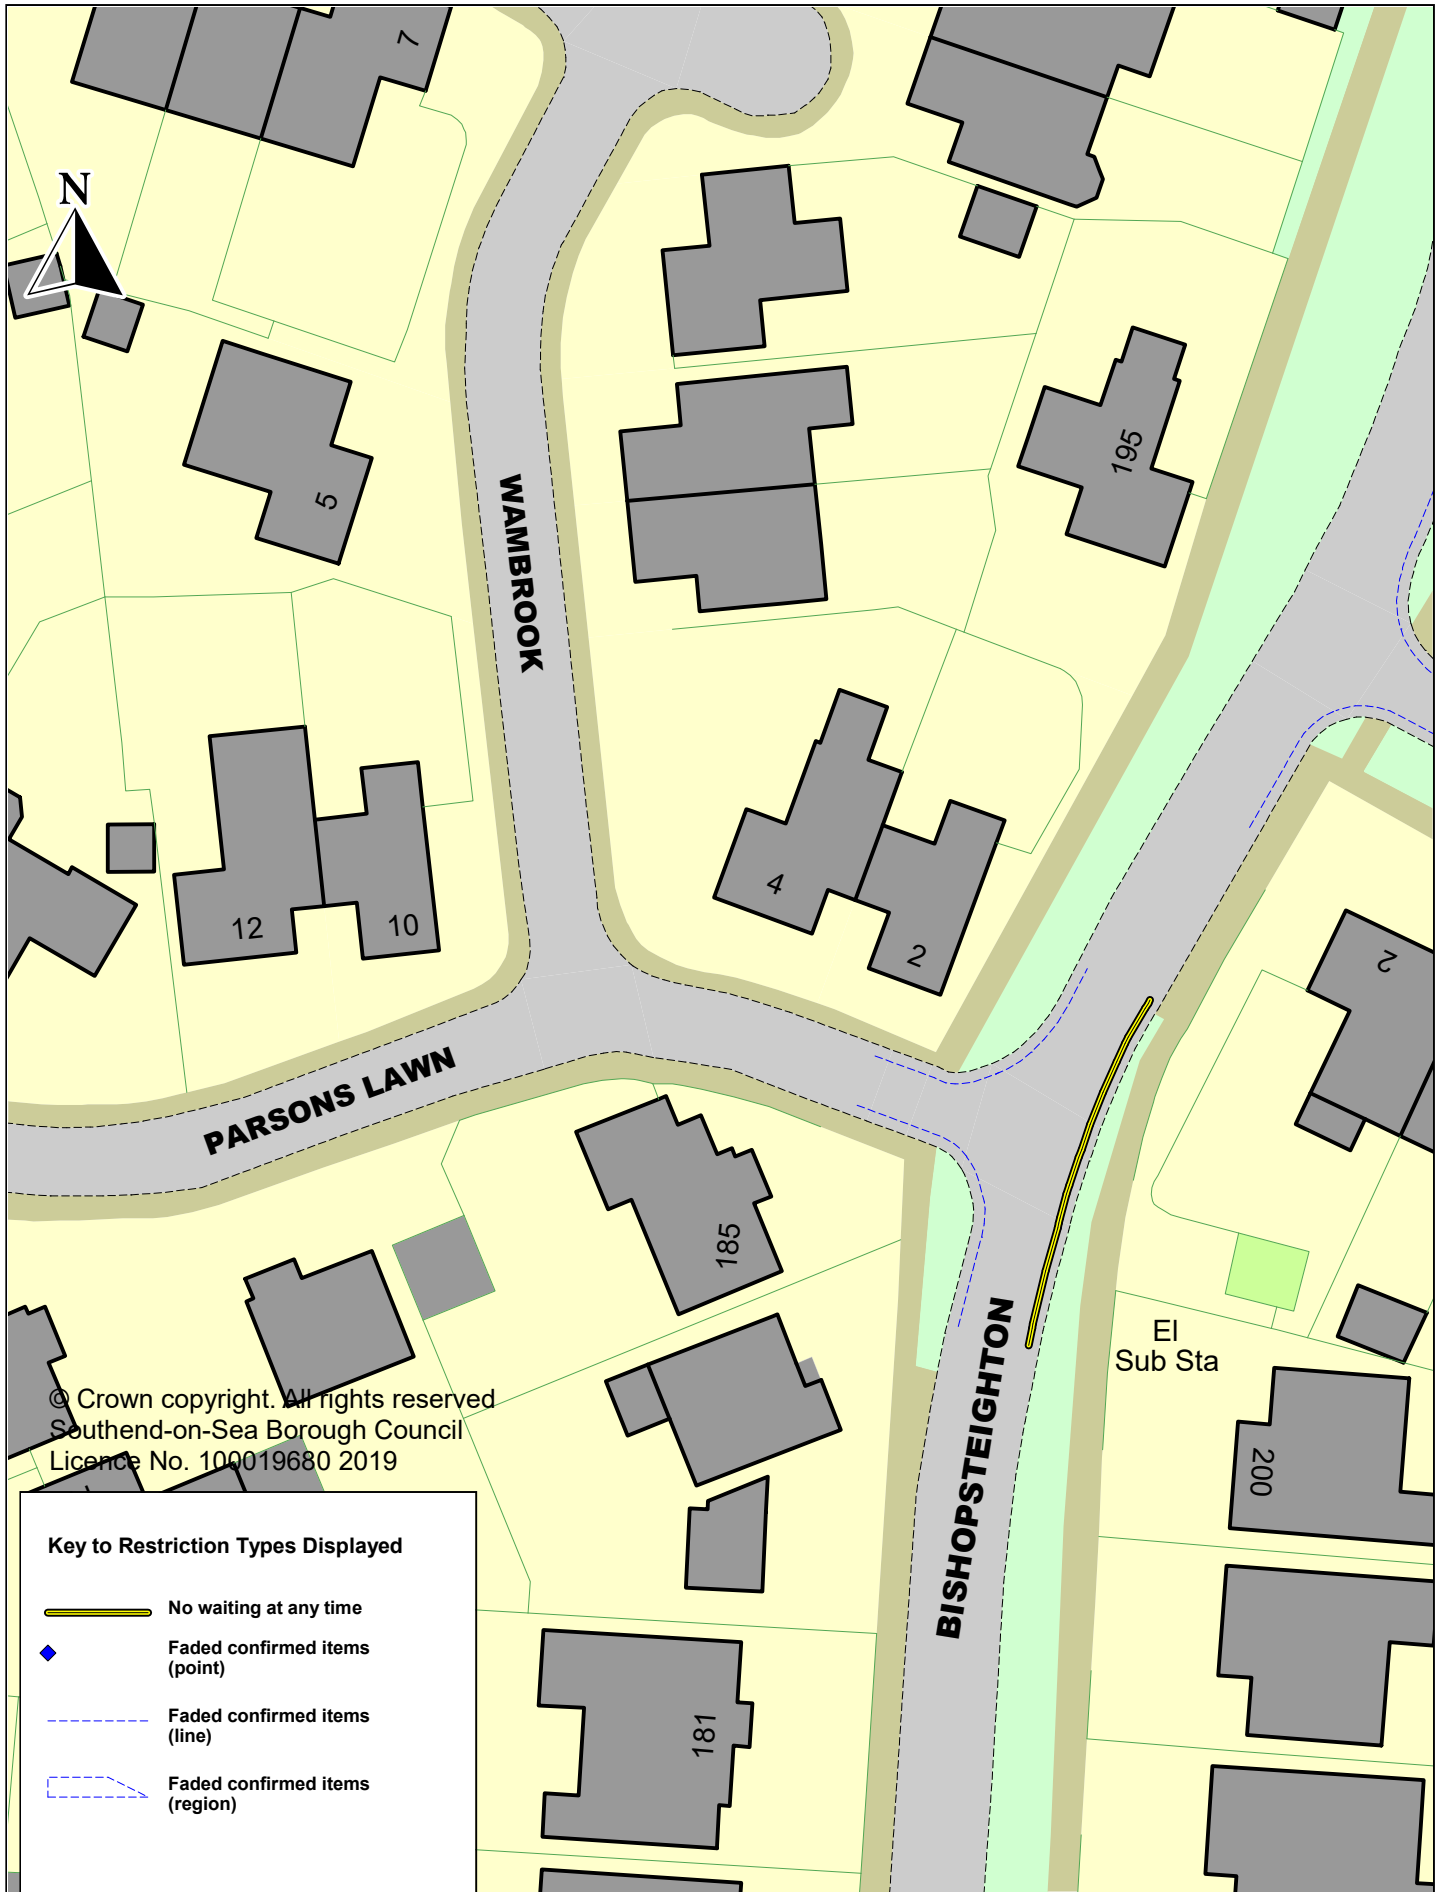 7
N
195
5
WAMBROOK
4
12
10
2
2
PARSONS LAWN
185
BISHOPSTEIGHTON
El
Sub Sta
© Crown copyright. All rights reserved
Southend-on-Sea Borough Council
Licence No. 100019680 2019
200
Key to Restriction Types Displayed
No waiting at any time
Faded confirmed items
(point)
Faded confirmed items
(line)
Faded confirmed items
(region)
181